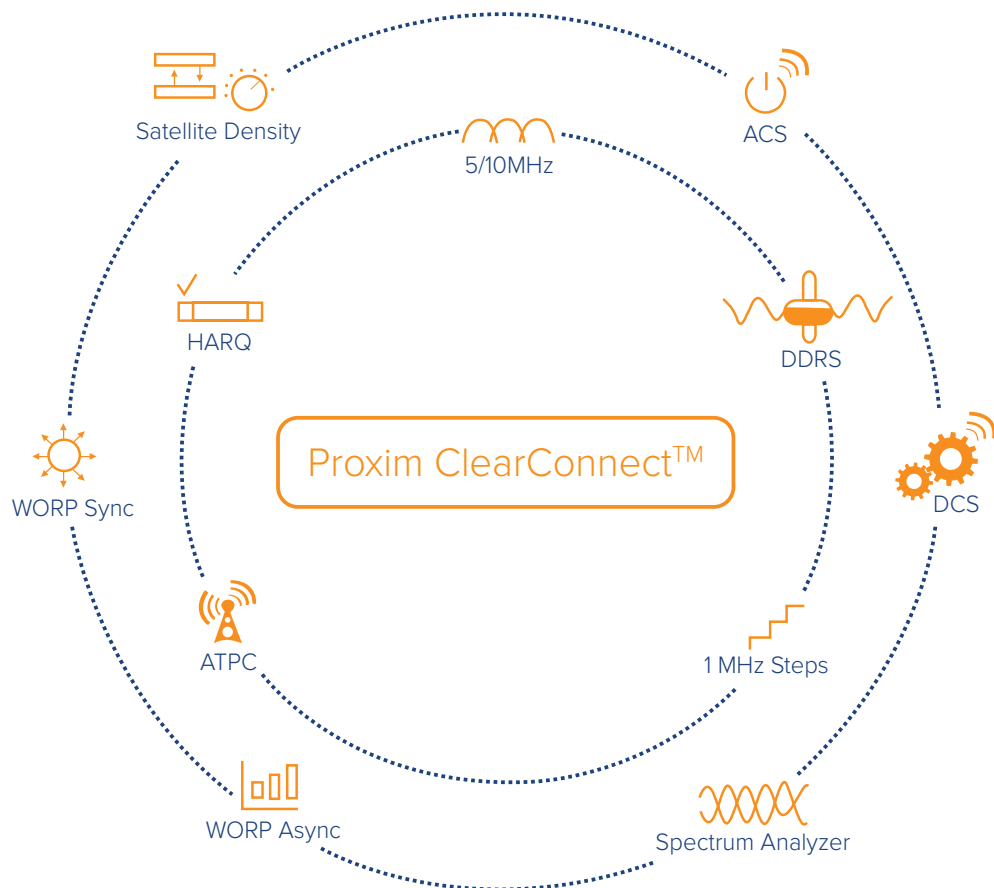 Satellite Density
ACS
5/10MHz
HARQ
DDRS
Proxim ClearConnect™
WORP Sync
DCS
ATPC
1 MHz Steps
WORP Async
Spectrum Analyzer